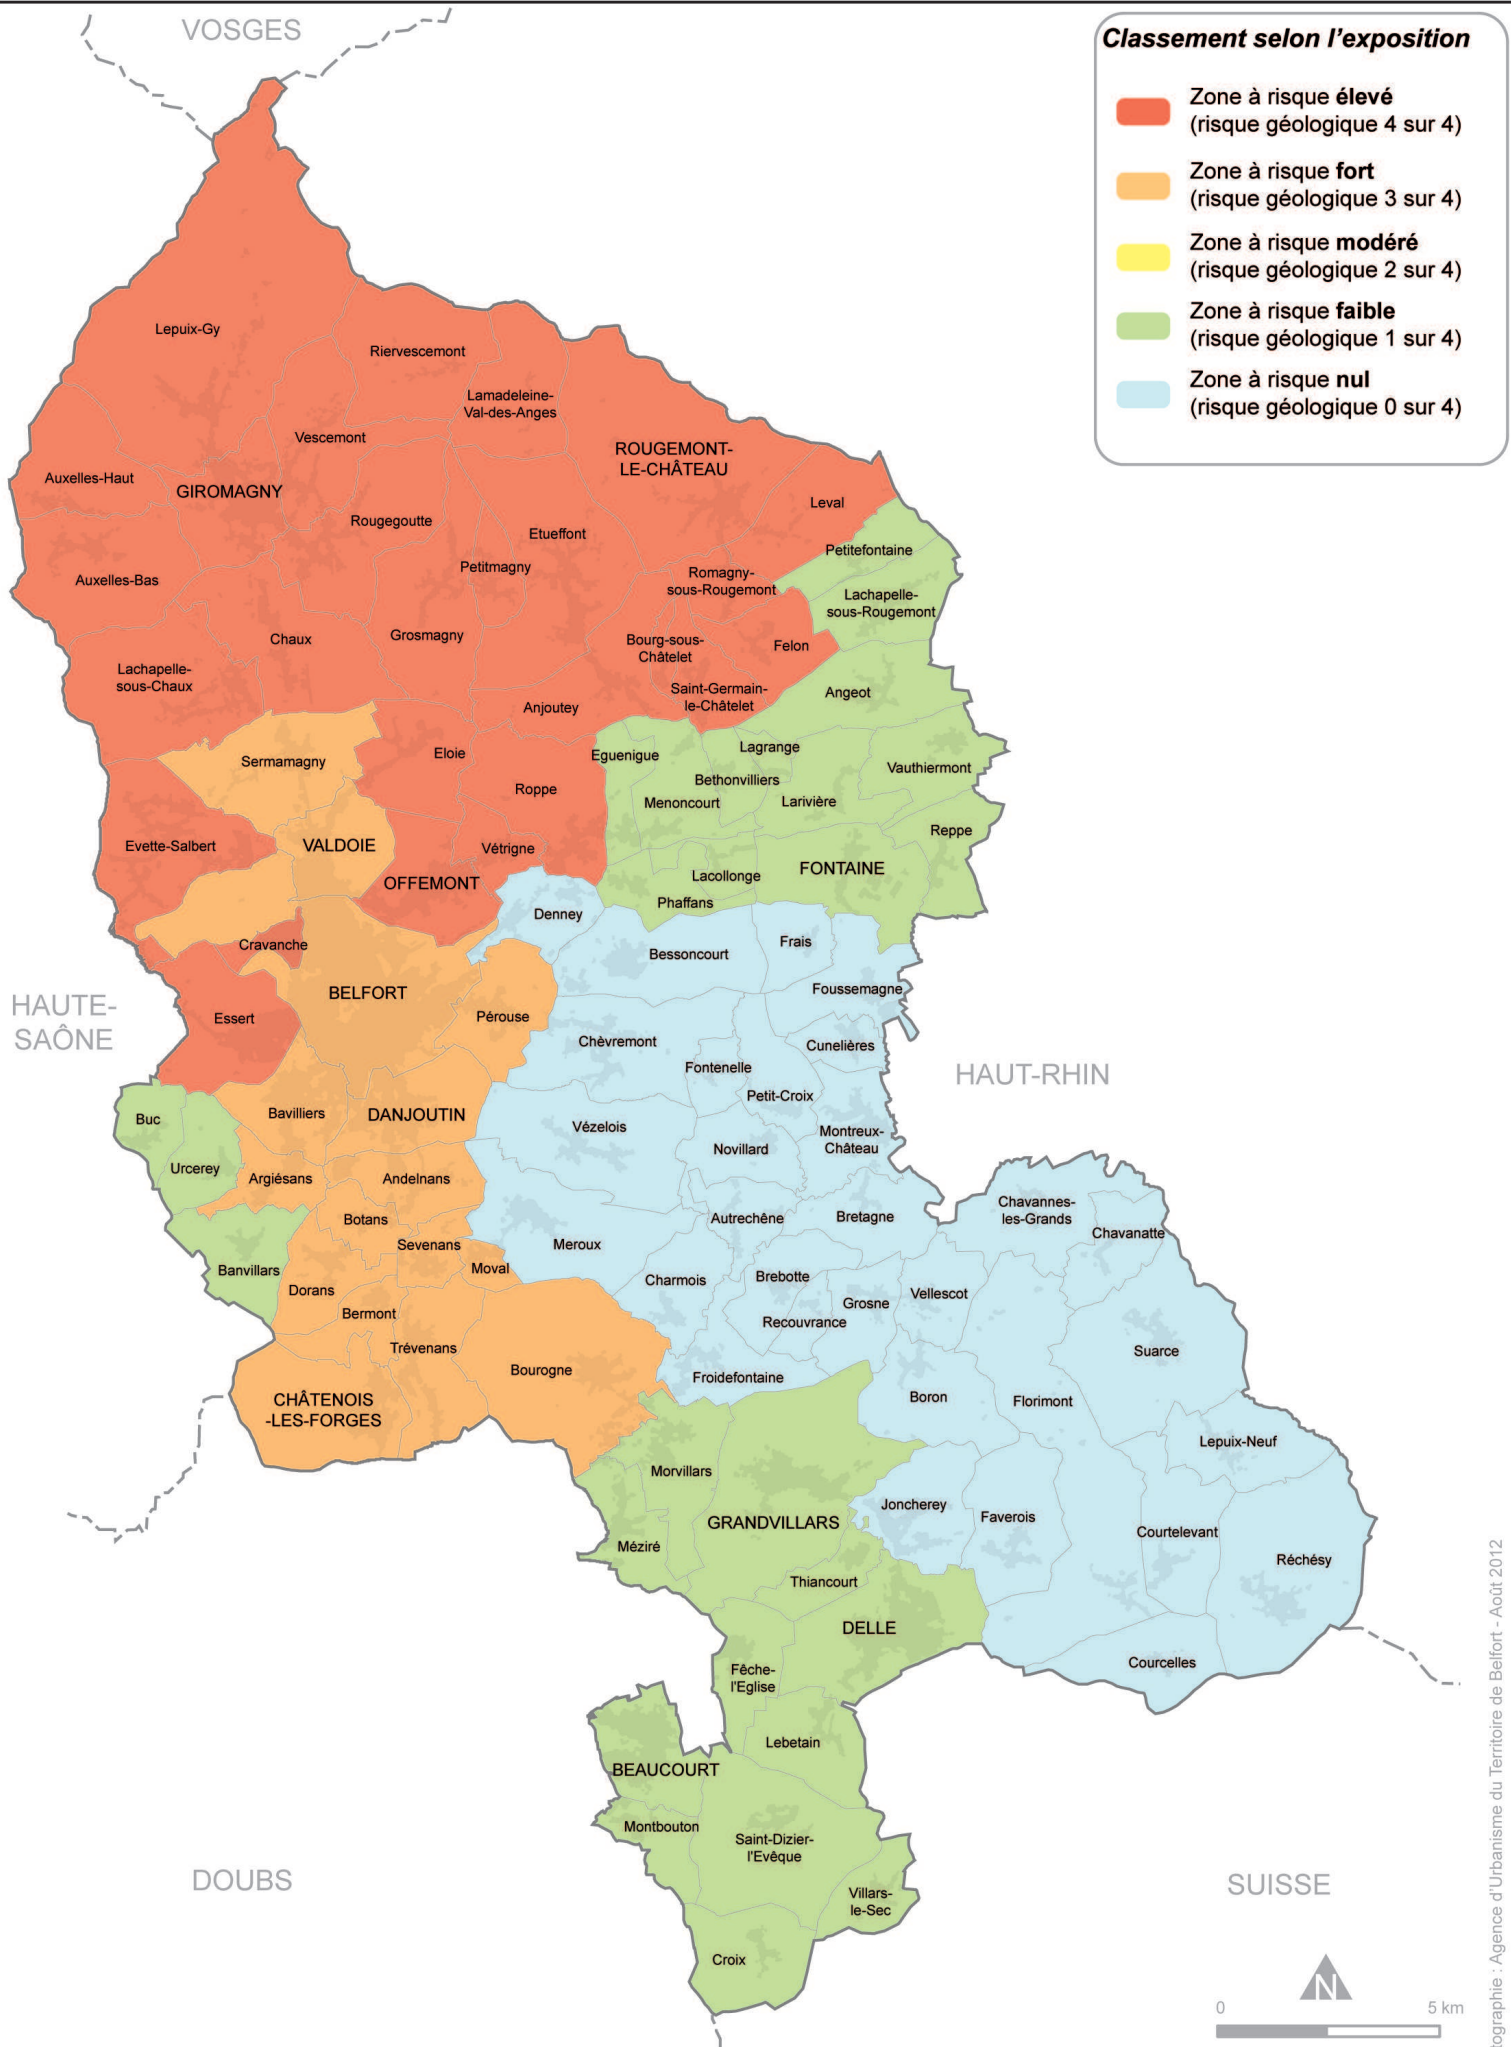 VOSGES
Classement selon l'exposition
Zone à risque élevé
(risque géologique 4 sur 4)
Zone à risque fort
(risque géologique 3 sur 4)
Zone à risque modéré
(risque géologique 2 sur 4)
Zone à risque faible
(risque géologique 1 sur 4)
Zone à risque nul
(risque géologique 0 sur 4)
Lepuix-Gy
Riervescemont
Lamadeleine-
Val-des-Anges
Vescemont
ROUGEMONT-
LE-CHÂTEAU
Auxelles-Haut
GIROMAGNY
Leval
Rougegoutte
Etueffont
Petitefontaine
Petitmagny
Auxelles-Bas
Romagny-
sous-Rougemont
Lachapelle-
sous-Rougemont
Chaux
Grosmagny
Bourg-sous-
Châtelet
Felon
Lachapelle-
sous-Chaux
Saint-Germain-
le-Châtelet
Angeot
Anjoutey
Eloie
Eguenigue
Lagrange
Sermamagny
Vauthiermont
Bethonvilliers
Roppe
Menoncourt
Larivière
Reppe
Evette-Salbert
VALDOIE
Vétrigne
FONTAINE
Lacollonge
OFFEMONT
Phaffans
Denney
Cravanche
Bessoncourt
Frais
BELFORT
Foussemagne
HAUTE-
SAÔNE
Essert
Pérouse
Chèvremont
Cunelières
Fontenelle
HAUT-RHIN
Petit-Croix
Buc
Bavilliers
DANJOUTIN
Vézelois
Montreux-
Château
Novillard
Urcerey
Argiésans
Andelnans
Chavannes-
les-Grands
Botans
Autrechêne
Bretagne
Chavanatte
Sevenans
Meroux
Banvillars
Moval
Charmois
Brebotte
Dorans
Vellescot
Bermont
Grosne
Recouvrance
Trévenans
Suarce
Bourogne
Froidefontaine
CHÂTENOIS
-LES-FORGES
Boron
Florimont
Lepuix-Neuf
Morvillars
Joncherey
Faverois
GRANDVILLARS
Courtelevant
Méziré
Réchésy
Thiancourt
DELLE
Courcelles
Fêche-
l'Eglise
Lebetain
BEAUCOURT
Montbouton
Saint-Dizier-
l'Evêque
DOUBS
SUISSE
Villars-
le-Sec
Croix
N
0 5 km
tographie : Agence d'Urbanisme du Territoire de Belfort - Août 2012